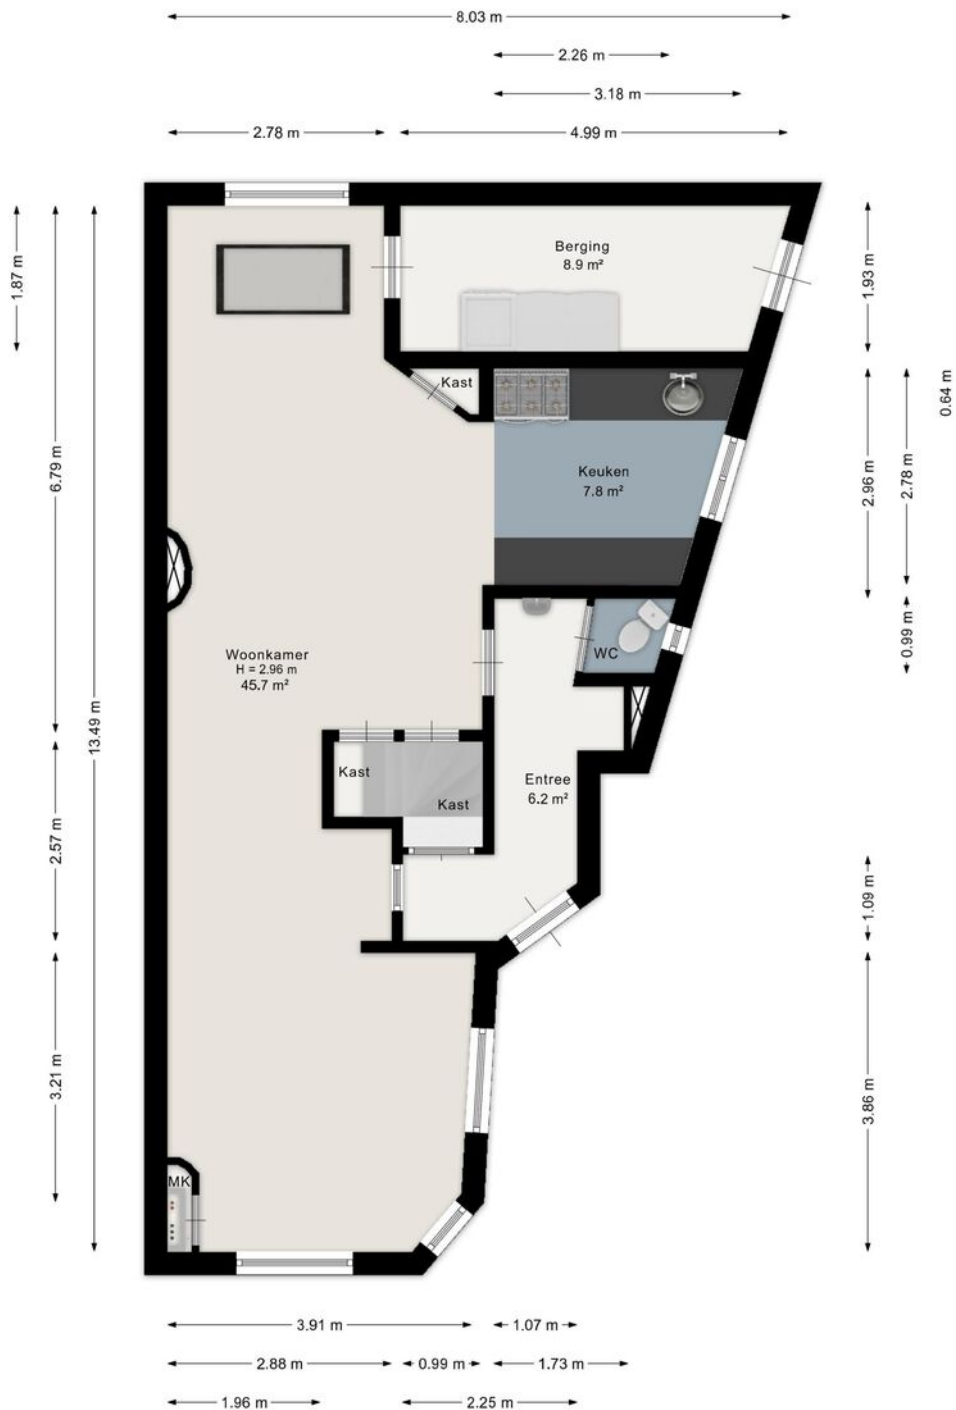 8.03 m
2.26 m
3.18 m
2.78 m
4.99 m
1.87 m
6.79 m
13.49 m
2.57 m
3.21 m
Berging
8.9 m²
Kast
Keuken
7.8 m²
WC
Woonkamer
H = 2.96 m
45.7 m²
Kast
Kast
Entree
6.2 m²
MK
1.93 m
0.64 m
2.96 m
2.78 m
0.99 m
1.09 m
3.86 m
3.91 m
1.07 m
2.88 m
0.99 m
1.73 m
1.96 m
2.25 m